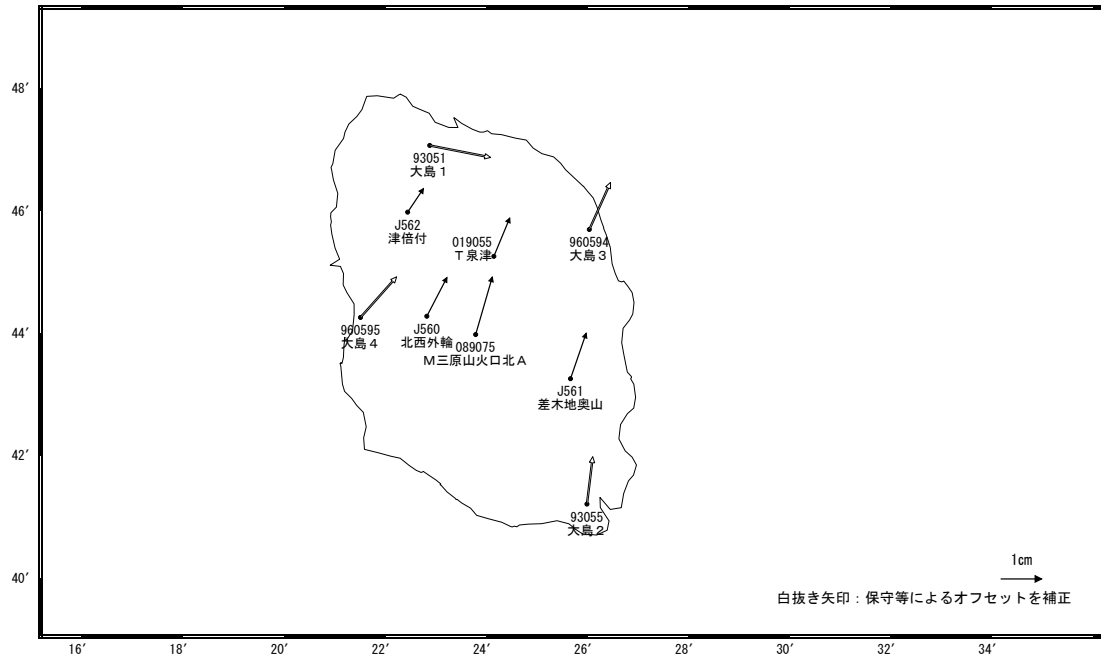 48′
46′
44′
42′
40′
93051
大島１
J562
津倍付
019055
Ｔ泉津
960594
大島３
960595
大島４
J560
北西外輪
089075
Ｍ三原山火口北Ａ
J561
差木地奥山
93055
大島２
1cm
白抜き矢印：保守等によるオフセットを補正
16′ 18′ 20′ 22′ 24′ 26′ 28′ 30′ 32′ 34′